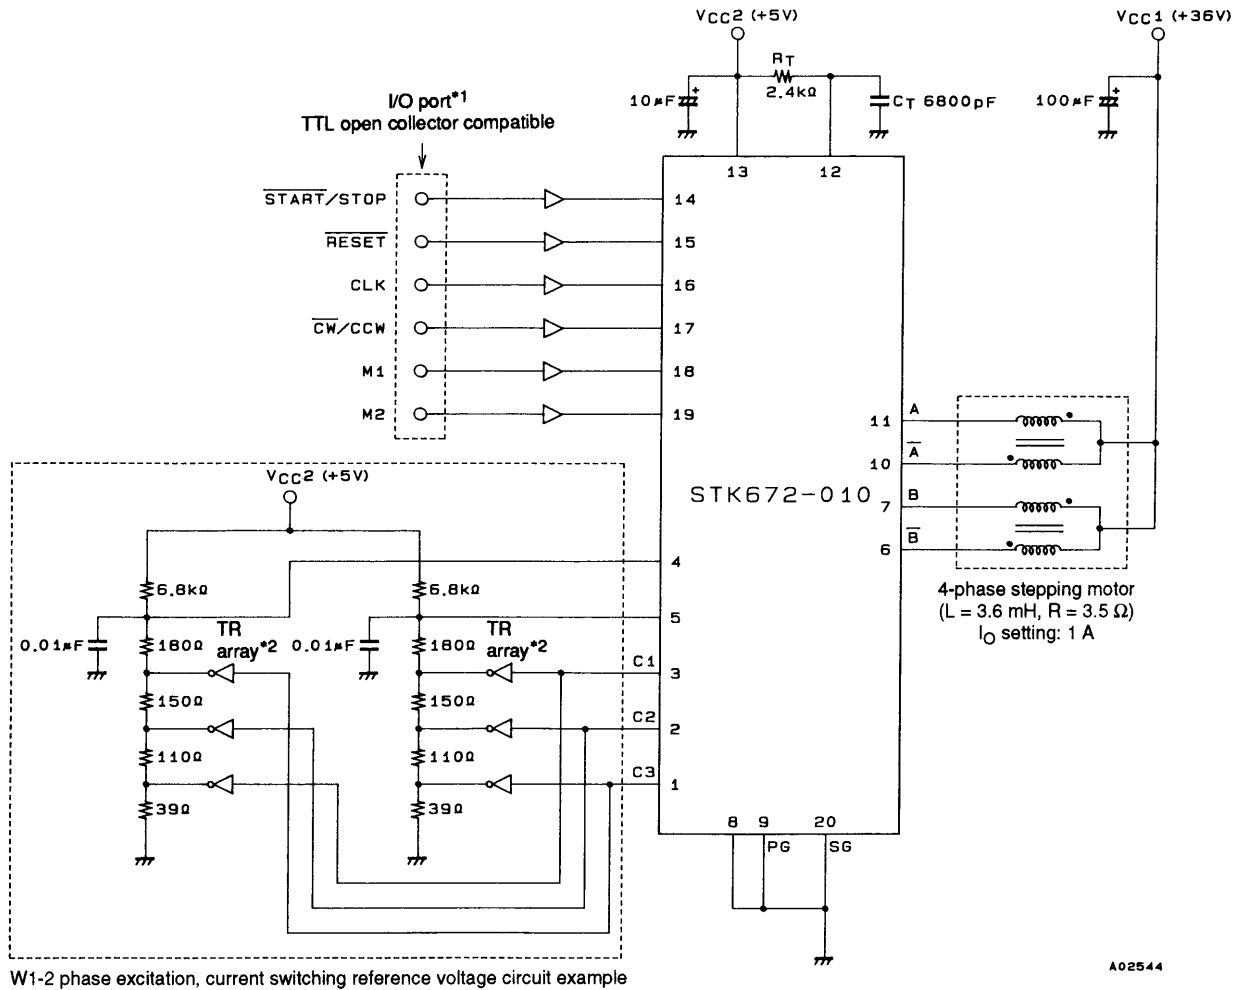 VCC2 (+5V)
VCC1 (+36V)
RT
2.4kΩ
10µF
+
CT 6800pF
100µF
+
I/O port*1
TTL open collector compatible
13
12
START/STOP
14
RESET
15
CLK
16
CW/CCW
17
M1
18
M2
19
11
A
10
A
STK672-010
7
B
6
B
4-phase stepping motor
(L = 3.6 mH, R = 3.5 Ω)
IO setting: 1 A
VCC2 (+5V)
4
6.8kΩ
6.8kΩ
5
0.01µF
180Ω
TR
array*2
0.01µF
180Ω
TR
array*2
C1
3
150Ω
150Ω
C2
2
110Ω
110Ω
C3
1
39Ω
39Ω
8
9
20
PG
SG
W1-2 phase excitation, current switching reference voltage circuit example
A02544